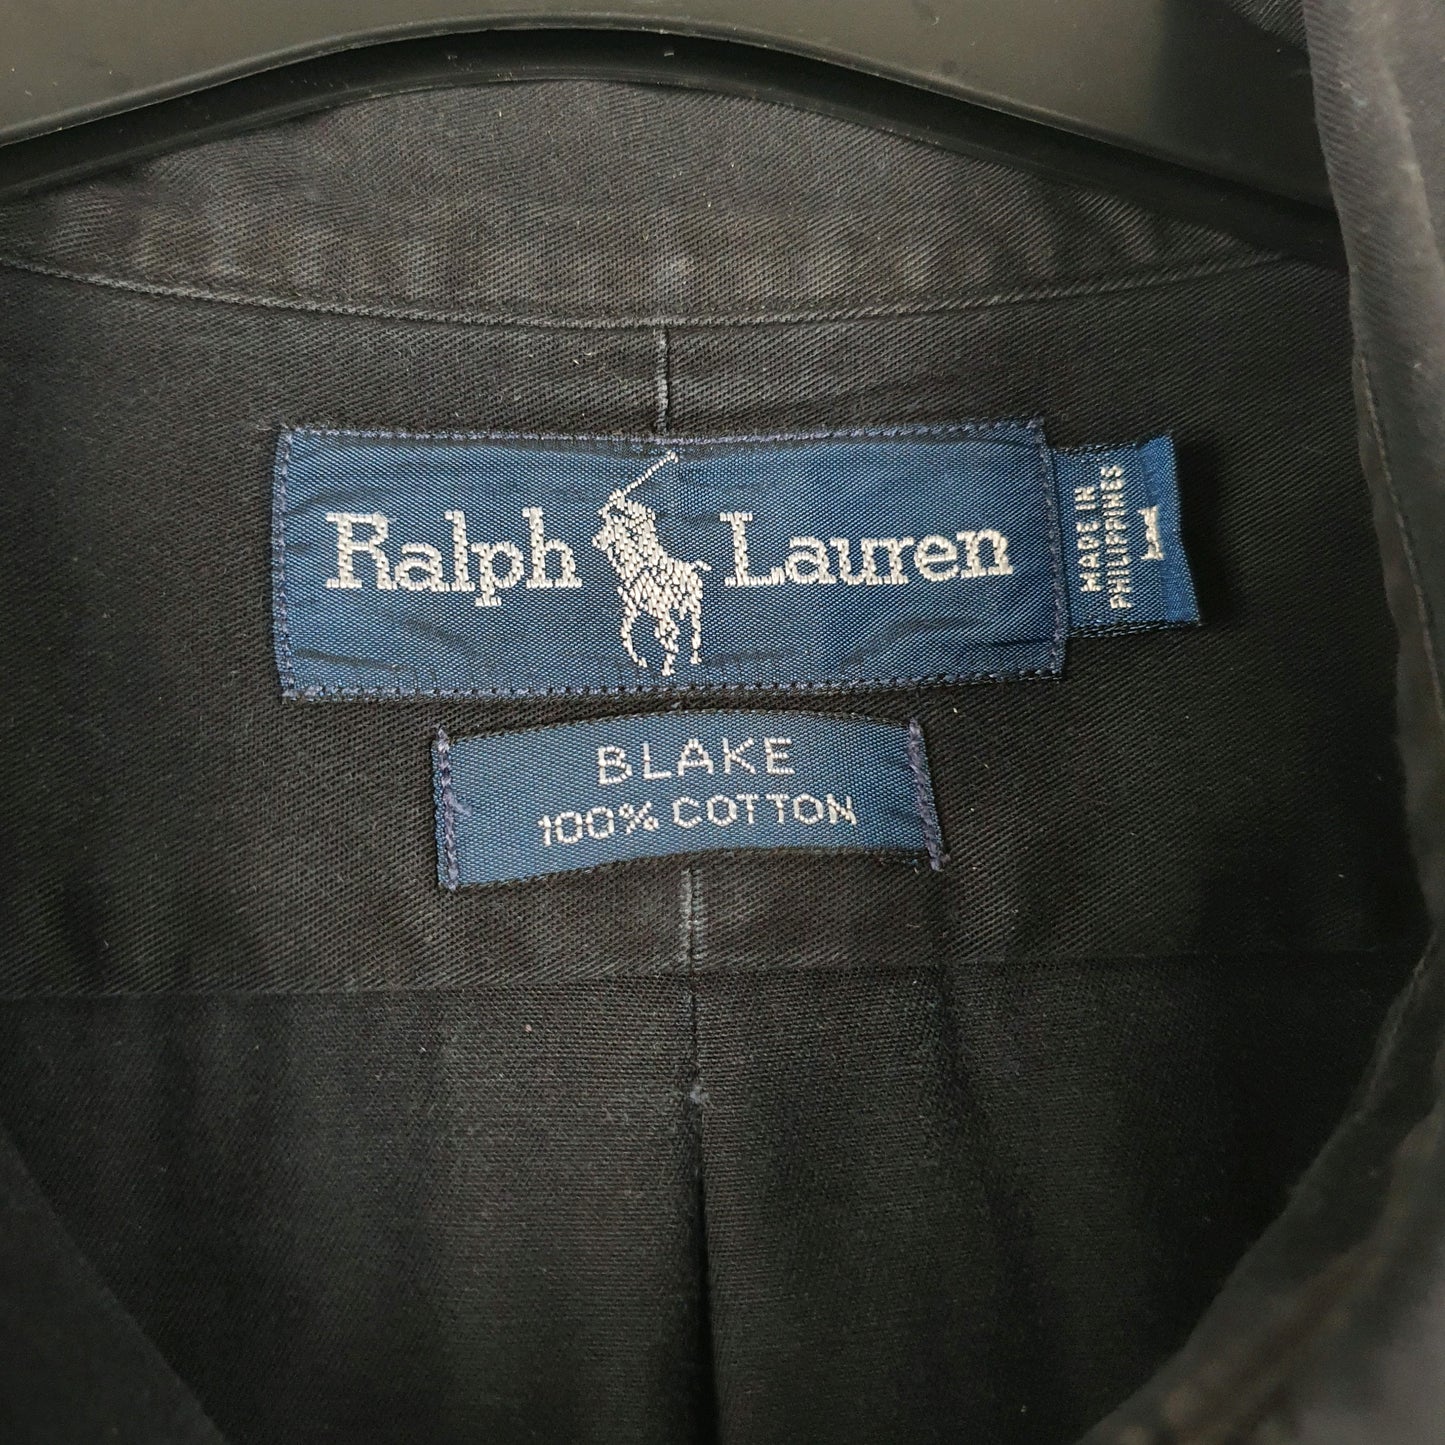 Ralph Lauren
MADE IN
PHILIPPINES
BLAKE
100% COTTON